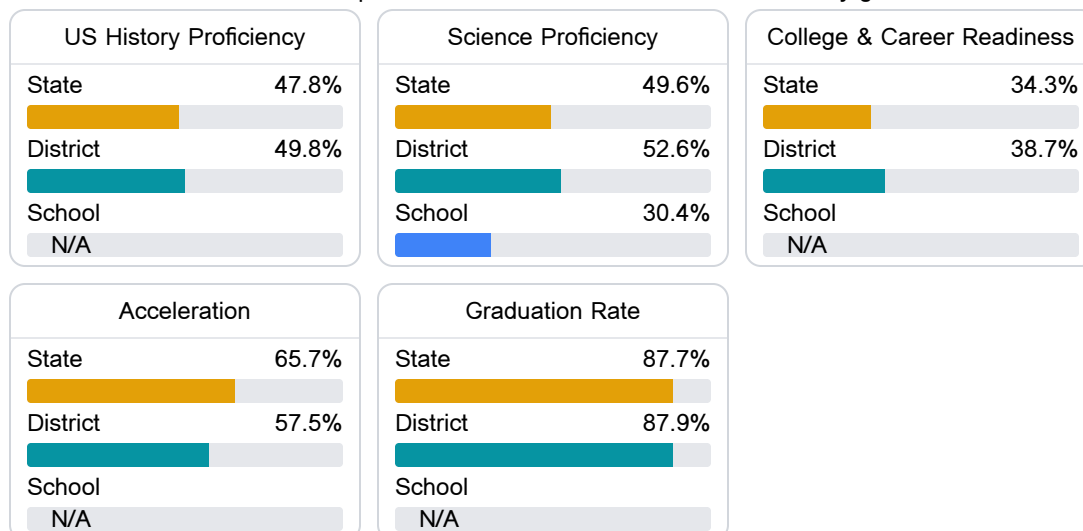 US History Proficiency
State 47.8%
District 49.8%
School
N/A
Science Proficiency
State 49.6%
District 52.6%
School 30.4%
College & Career Readiness
State 34.3%
District 38.7%
School
N/A
Acceleration
State 65.7%
District 57.5%
School
N/A
Graduation Rate
State 87.7%
District 87.9%
School
N/A